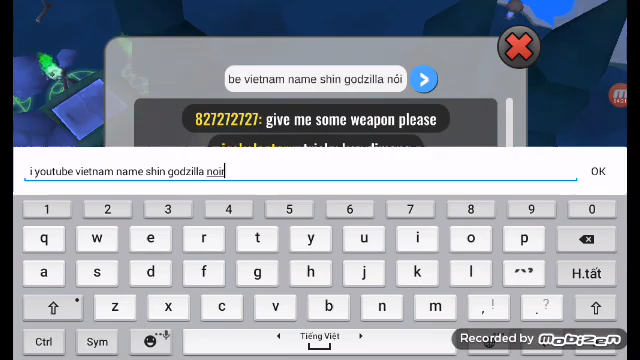 be vietnam name shin godzilla nói
827272727: give me some weapon please
i youtube vietnam name shin godzilla noir
OK
1 2 3 4 5 6 7 8 9 0
q w e r t y u i o p
a s d f g h j k l H.tất
z x c v b n m , ! . ?
Ctrl Sym Tiếng Việt
Recorded by Mobizen